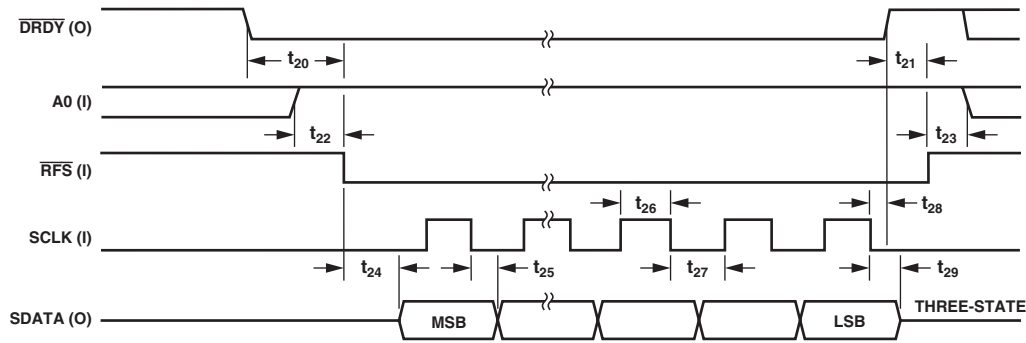 DRDY (O)
t20
t21
A0 (I)
t22
t23
RFS (I)
t26
t28
SCLK (I)
t24
t25
t27
t29
SDATA (O)
MSB
LSB
THREE-STATE